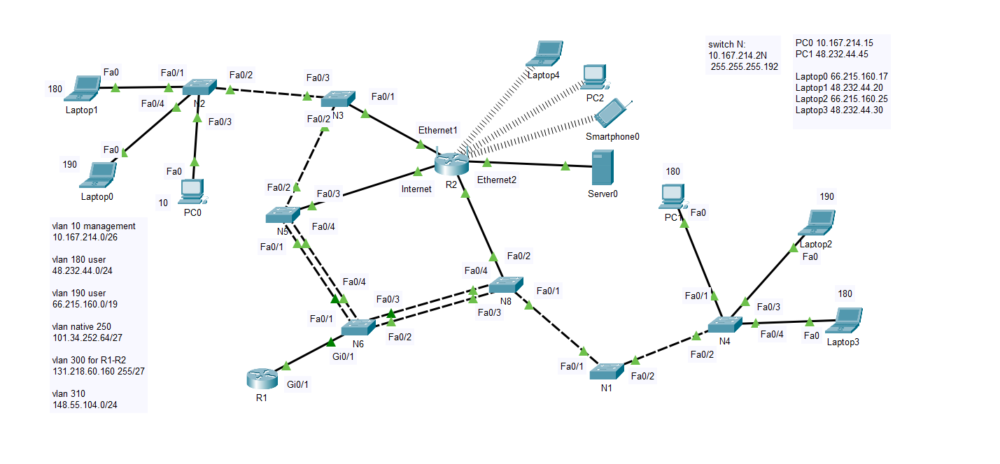 Laptop4
PC2
Smartphone0
switch N:
10.167.214.2N
255.255.255.192
PC0 10.167.214.15
PC1 48.232.44.45
Laptop0 66.215.160.17
Laptop1 48.232.44.20
Laptop2 66.215.160.25
Laptop3 48.232.44.30
180
Fa0
Laptop1
Fa0/1
Fa0/2
Fa0/4
N2
Fa0/3
Fa0/3
Fa0/1
N3
Fa0/2
Ethernet1
190
Fa0
Laptop0
Fa0
10
PC0
Internet
R2
Ethernet2
Server0
Fa0/2
Fa0/3
N5
Fa0/4
Fa0/1
180
PC1
Fa0
190
Laptop2
Fa0
vlan 10 management
10.167.214.0/26
vlan 180 user
48.232.44.0/24
vlan 190 user
66.215.160.0/19
vlan native 250
101.34.252.64/27
vlan 300 for R1-R2
131.218.60.160 255/27
vlan 310
148.55.104.0/24
Fa0/4
Fa0/3
Fa0/1
N6
Fa0/2
Gi0/1
Gi0/1
R1
Fa0/2
Fa0/4
N8
Fa0/1
Fa0/3
Fa0/1
N1
Fa0/2
Fa0/1
Fa0/3
N4
Fa0/4
Fa0/2
180
Fa0
Laptop3